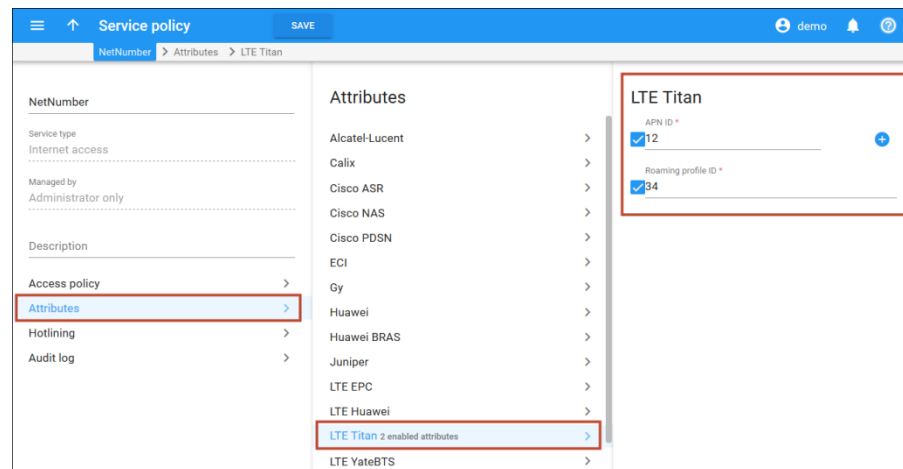 Service policy
SAVE
demo
NetNumber > Attributes > LTE Titan
NetNumber
Service type
Internet access
Managed by
Administrator only
Description
Access policy
Attributes
Hotlining
Audit log
Attributes
Alcatel-Lucent
Calix
Cisco ASR
Cisco NAS
Cisco PDSN
ECI
Gy
Huawei
Huawei BRAS
Juniper
LTE EPC
LTE Huawei
LTE Titan 2 enabled attributes
LTE YateBTS
LTE Titan
APN ID *
12
Roaming profile ID *
34